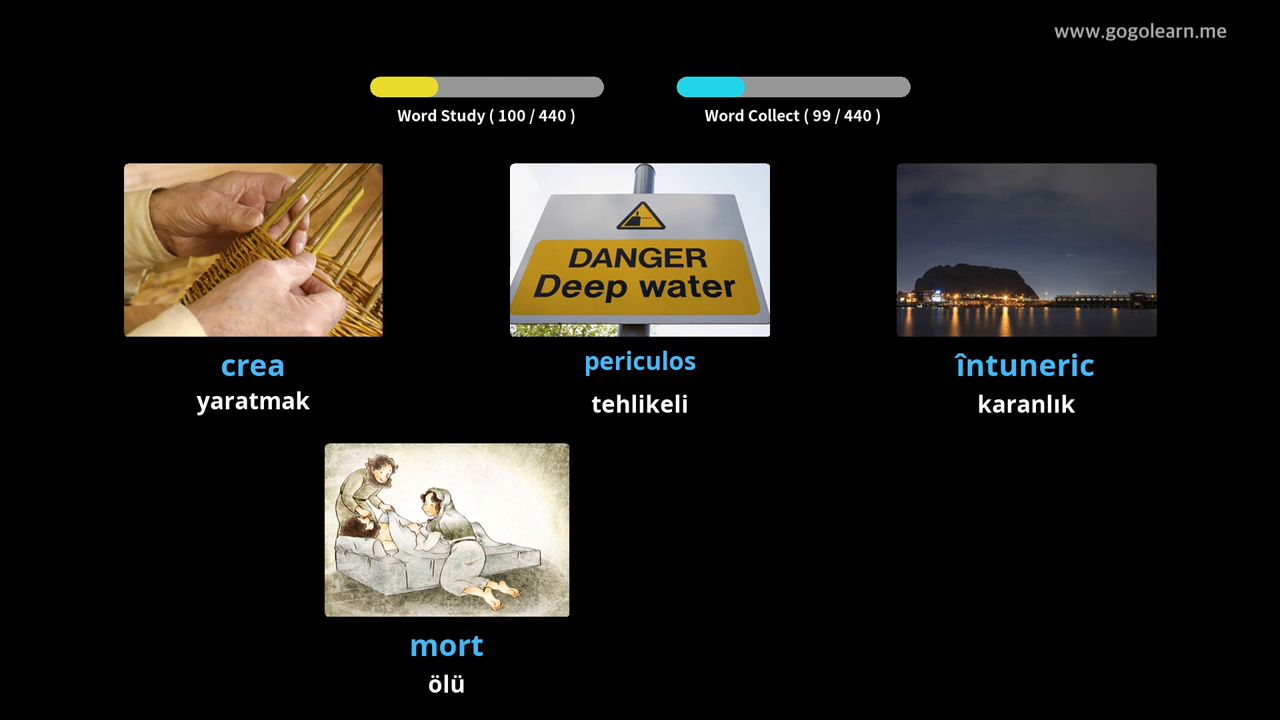 www.gogolearn.me
Word Study ( 100 / 440 )
Word Collect ( 99 / 440 )
DANGER
Deep water
crea
yaratmak
periculos
tehlikeli
întuneric
karanlık
mort
ölü